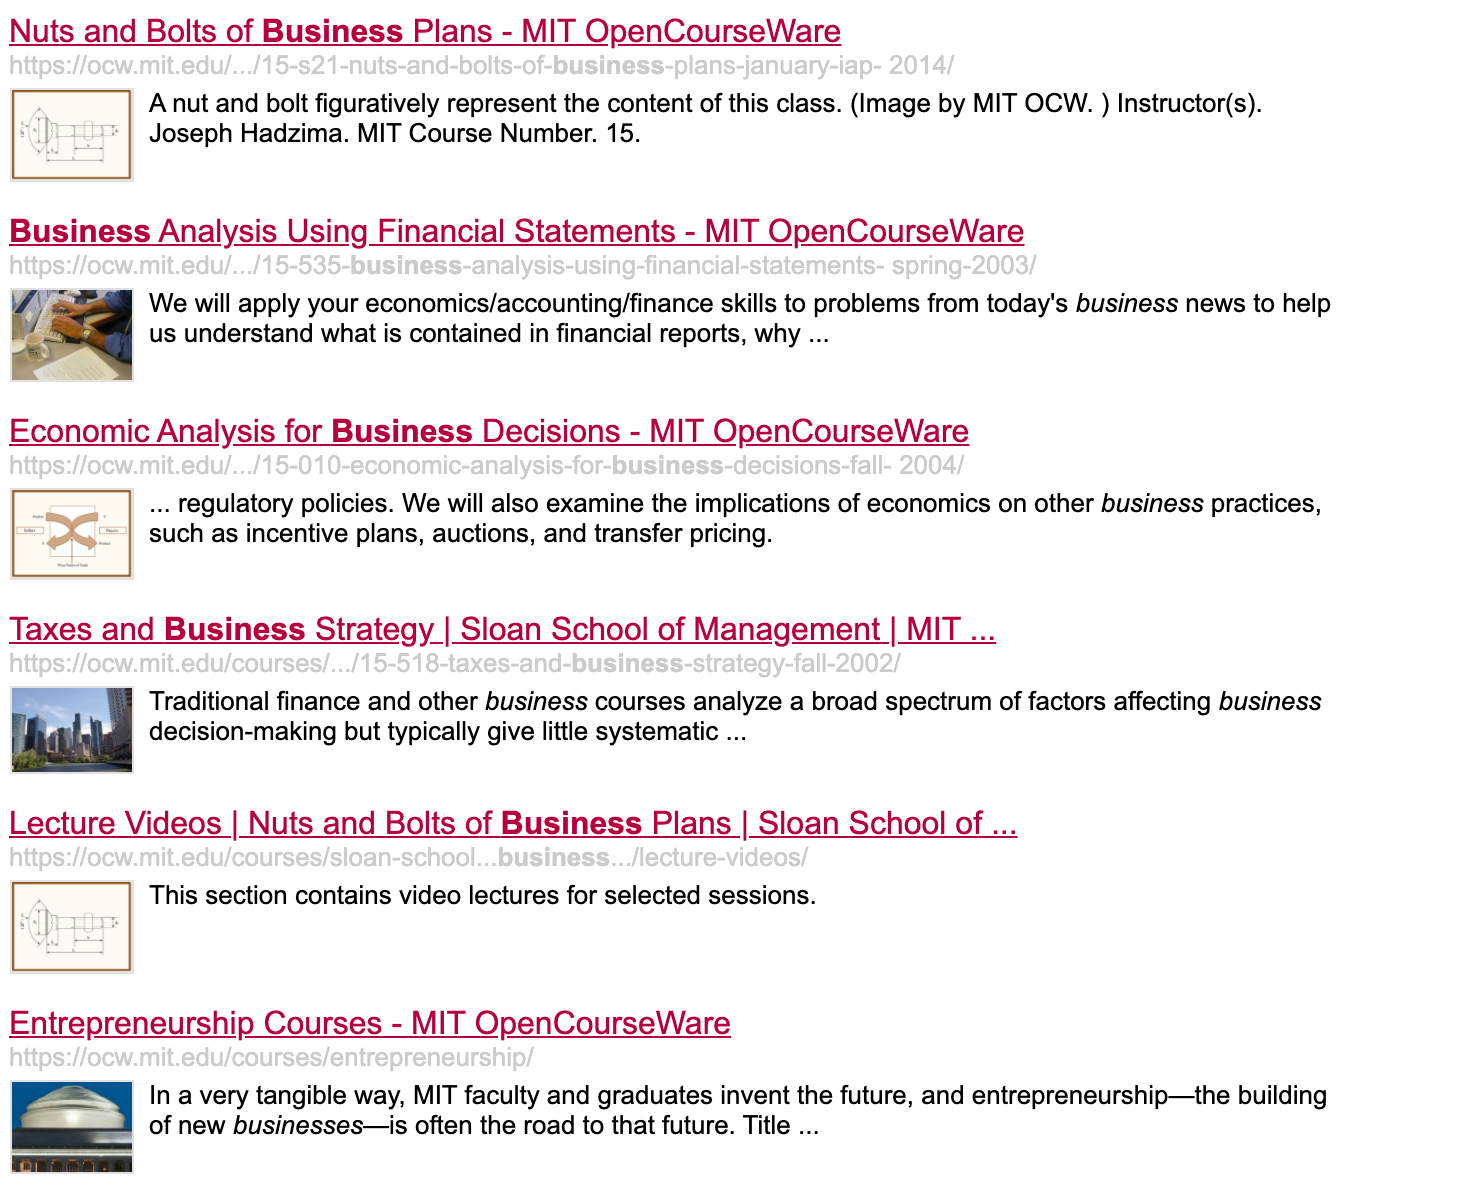 Nuts and Bolts of Business Plans - MIT OpenCourseWare
https://ocw.mit.edu/.../15-s21-nuts-and-bolts-of-business-plans-january-iap- 2014/
A nut and bolt figuratively represent the content of this class. (Image by MIT OCW. ) Instructor(s).
Joseph Hadzima. MIT Course Number. 15.
Business Analysis Using Financial Statements - MIT OpenCourseWare
https://ocw.mit.edu/.../15-535-business-analysis-using-financial-statements- spring-2003/
We will apply your economics/accounting/finance skills to problems from today's business news to help
us understand what is contained in financial reports, why ...
Economic Analysis for Business Decisions - MIT OpenCourseWare
https://ocw.mit.edu/.../15-010-economic-analysis-for-business-decisions-fall- 2004/
... regulatory policies. We will also examine the implications of economics on other business practices,
such as incentive plans, auctions, and transfer pricing.
Taxes and Business Strategy | Sloan School of Management | MIT ...
https://ocw.mit.edu/courses/.../15-518-taxes-and-business-strategy-fall-2002/
Traditional finance and other business courses analyze a broad spectrum of factors affecting business
decision-making but typically give little systematic ...
Lecture Videos | Nuts and Bolts of Business Plans | Sloan School of ...
https://ocw.mit.edu/courses/sloan-school...business.../lecture-videos/
This section contains video lectures for selected sessions.
Entrepreneurship Courses - MIT OpenCourseWare
https://ocw.mit.edu/courses/entrepreneurship/
In a very tangible way, MIT faculty and graduates invent the future, and entrepreneurship—the building
of new businesses—is often the road to that future. Title ...